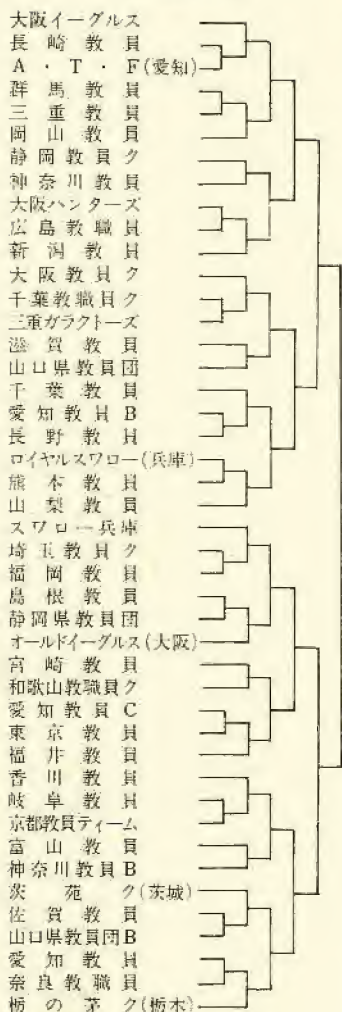 大阪イーグルス
長崎教員
A・T・F(愛知)
群馬教員
三重教員
岡山教員
静岡教員ク
神奈川教員
大阪ハンターズ
広島教職員
新潟教員
大阪教員ク
千葉教職員ク
三重ガラクトーズ
滋賀教員
山口県教員団
千葉教員
愛知教員B
長野教員
ロイヤルスワロー(兵庫)
熊本教員
山梨教員
スワロー兵庫
埼玉教員ク
福岡教員
島根教員
静岡県教員団
オールドイーグルス(大阪)
宮崎教員
和歌山教職員ク
愛知教員C
東京教員
福井教員
香川教員
岐阜教員
京都教員ティーム
富山教員
神奈川教員B
茨苑ク(茨城)
佐賀教員
山口県教員団B
愛知教員
奈良教職員
栃の茅ク(栃木)